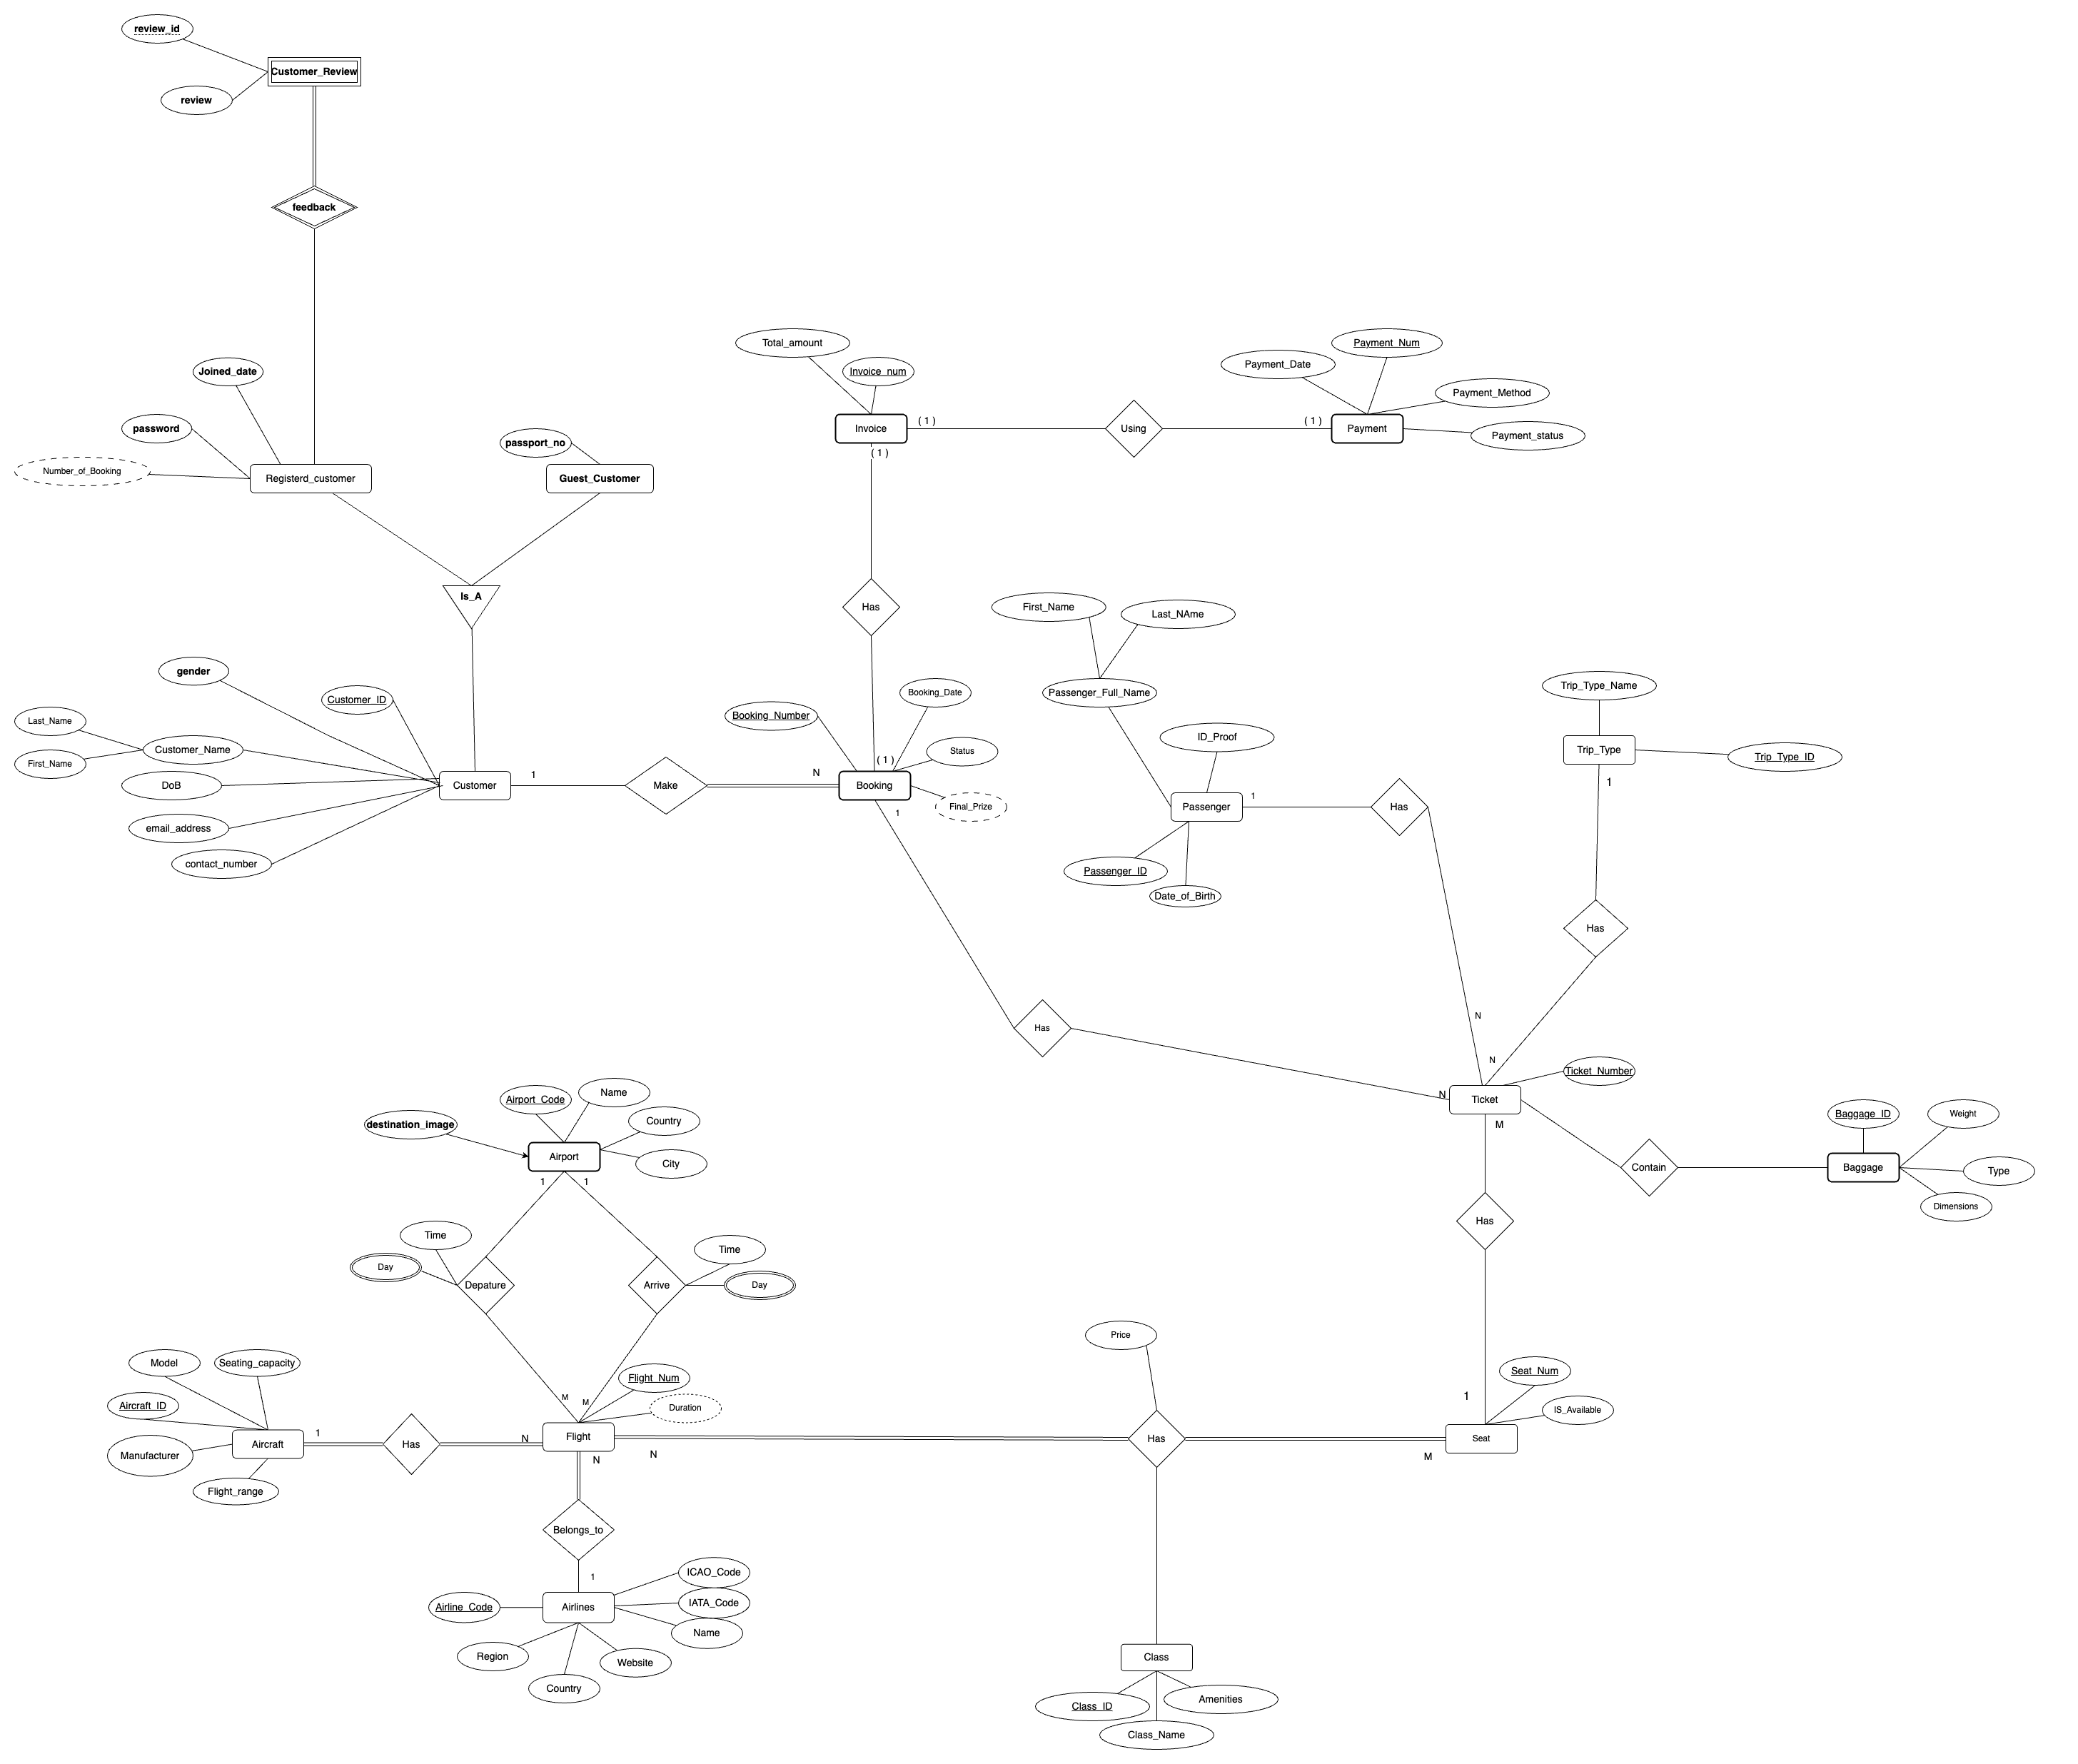 review_id
Customer_Review
review
feedback
Joined_date
password
Number_of_Booking
Registerd_customer
passport_no
Guest_Customer
Is_A
Total_amount
Invoice_num
Invoice
( 1 )
( 1 )
Using
( 1 )
Payment_Date
Payment_Num
Payment_Method
Payment
Payment_status
Has
gender
Customer_ID
Last_Name
Customer_Name
First_Name
DoB
email_address
contact_number
Customer
1
Make
N
Booking_Number
Booking_Date
Status
( 1 )
Booking
Final_Prize
1
First_Name
Last_NAme
Passenger_Full_Name
ID_Proof
Passenger
1
Has
Passenger_ID
Date_of_Birth
Trip_Type_Name
Trip_Type
Trip_Type_ID
1
Has
Has
N
N
N
Ticket_Number
Ticket
M
Contain
Baggage_ID
Weight
Baggage
Type
Dimensions
Has
Airport_Code
Name
destination_image
Country
Airport
City
1
1
Time
Day
Depature
Arrive
Time
Day
Price
Model
Seating_capacity
Aircraft_ID
Manufacturer
Aircraft
Flight_range
1
Has
N
M
M
Flight_Num
Duration
Flight
N
N
Has
M
1
Seat_Num
IS_Available
Seat
Belongs_to
1
ICAO_Code
IATA_Code
Airline_Code
Airlines
Name
Region
Website
Country
Class
Class_ID
Amenities
Class_Name